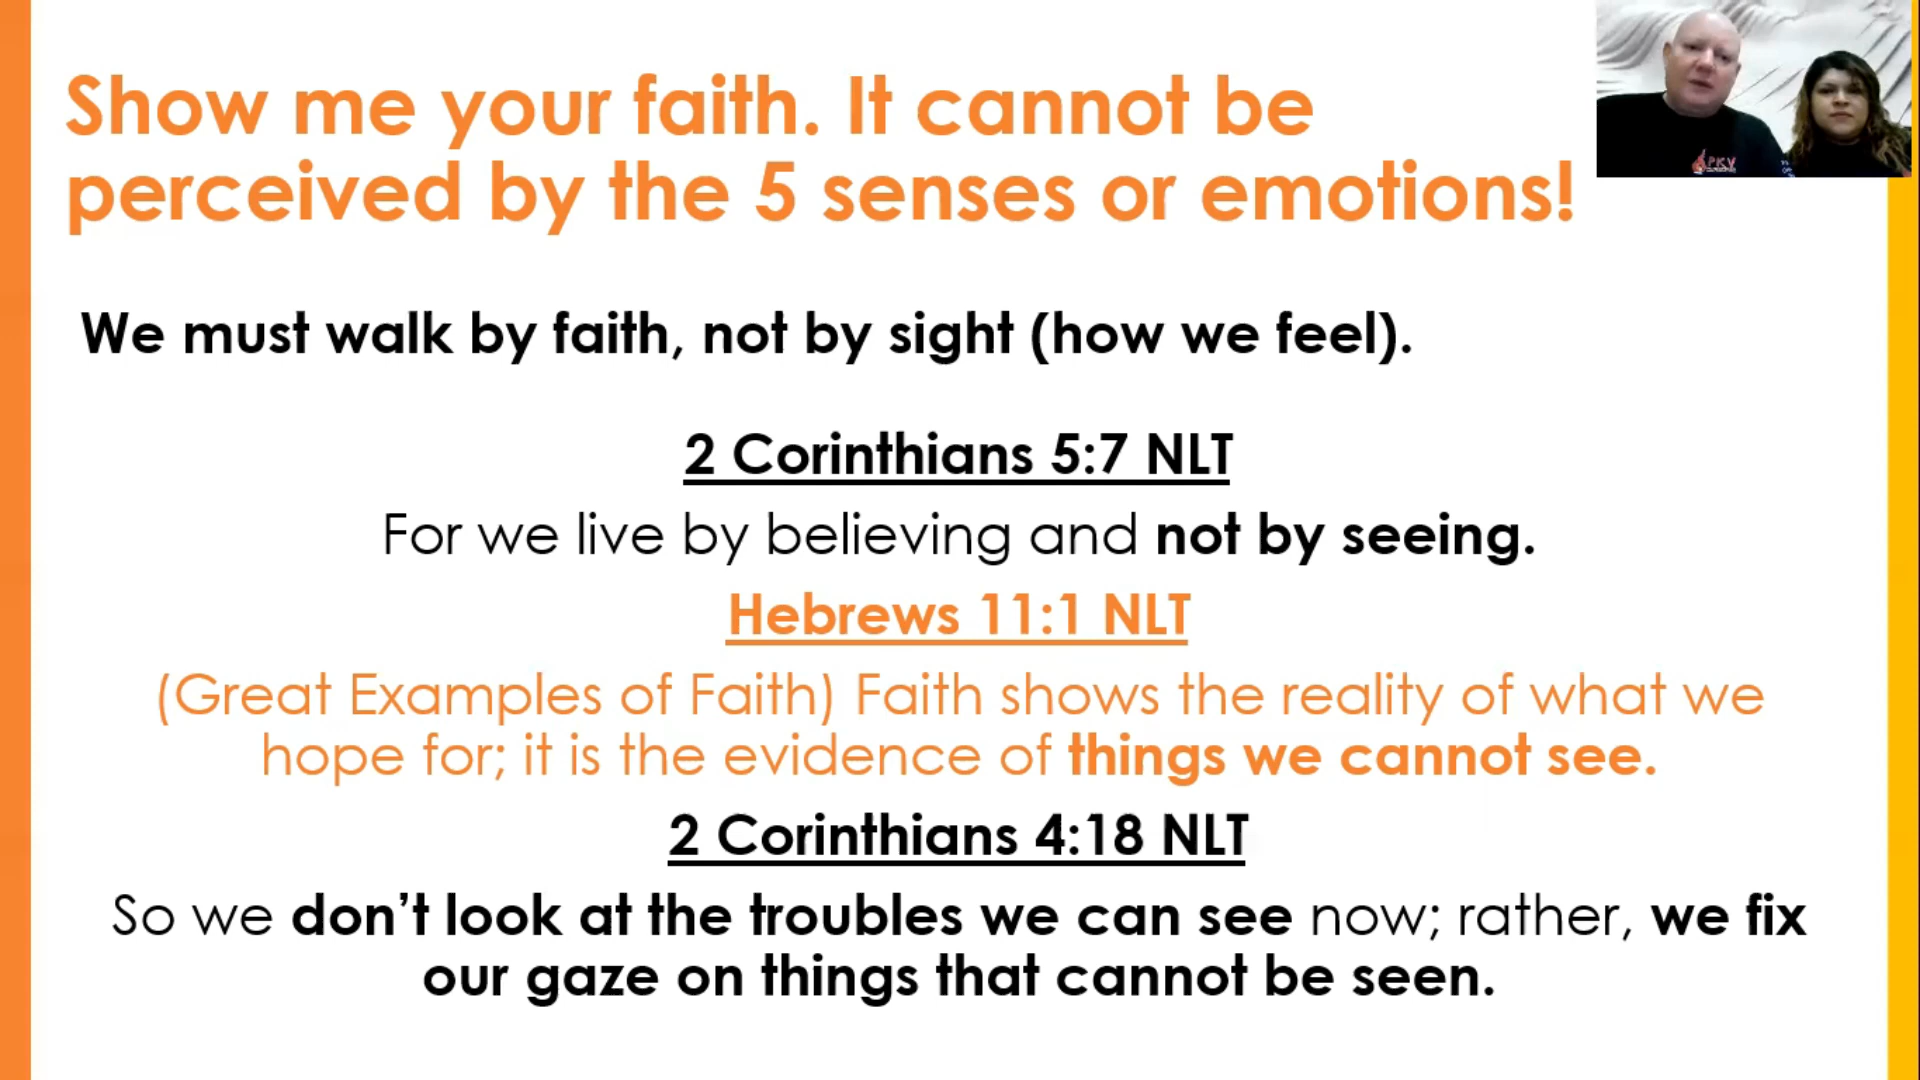 Show me your faith. It cannot be
perceived by the 5 senses or emotions!
We must walk by faith, not by sight (how we feel).
2 Corinthians 5:7 NLT
For we live by believing and not by seeing.
Hebrews 11:1 NLT
(Great Examples of Faith) Faith shows the reality of what we
hope for; it is the evidence of things we cannot see.
2 Corinthians 4:18 NLT
So we don’t look at the troubles we can see now; rather, we fix
our gaze on things that cannot be seen.
PKV